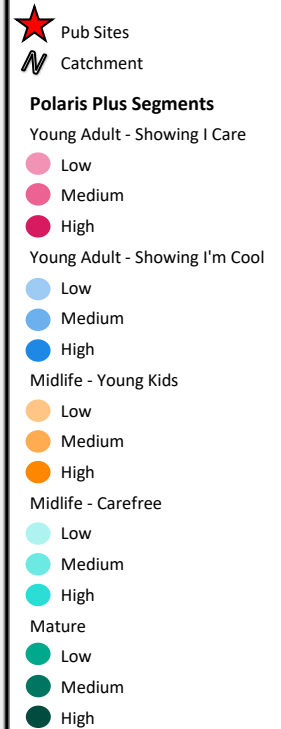 Pub Sites
Catchment
Polaris Plus Segments
Young Adult - Showing I Care
Low
Medium
High
Young Adult - Showing I'm Cool
Low
Medium
High
Midlife - Young Kids
Low
Medium
High
Midlife - Carefree
Low
Medium
High
Mature
Low
Medium
High